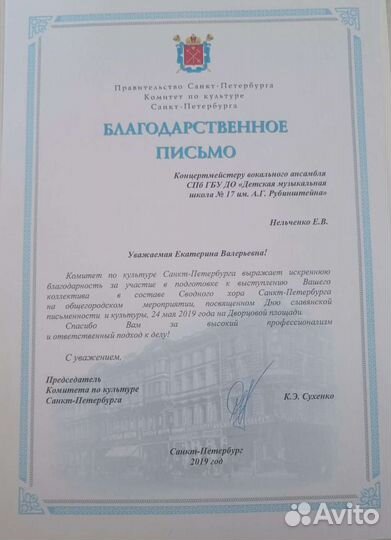 Правительство Санкт-Петербурга
Комитет по культуре
Санкт-Петербурга
БЛАГОДАРСТВЕННОЕ
ПИСЬМО
Концертмейстеру вокального ансамбля
СПб ГБУ ДО «Детская музыкальная
школа № 17 им. А.Г. Рубинштейна»
Нельченко Е.В.
Уважаемая Екатерина Валерьевна!
Комитет по культуре Санкт-Петербурга выражает искреннюю
благодарность за участие в подготовке к выступлению Вашего
коллектива в составе Сводного хора Санкт-Петербурга
на общегородском мероприятии, посвященном Дню славянской
письменности и культуры, 24 мая 2019 года на Дворцовой площади.
Спасибо Вам за высокий профессионализм
и ответственный подход к делу!
С уважением,
Председатель
Комитета по культуре
Санкт-Петербурга
К.Э. Сухенко
Санкт-Петербург
2019 год
Avito